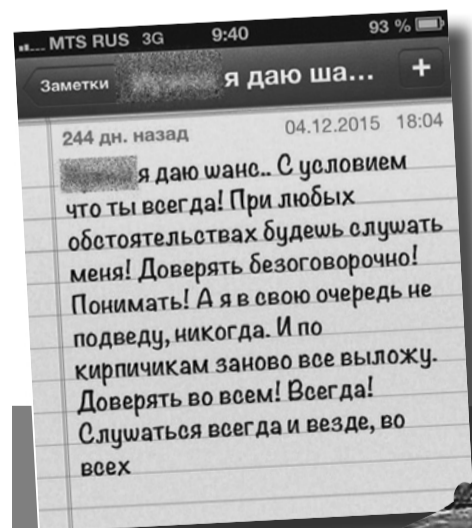 MTS RUS 3G 9:40 93 %
Заметки я даю ша... +
244 дн. назад 04.12.2015 18:04
я даю шанс.. С условием
что ты всегда! При любых
обстоятельствах будешь слушать
меня! Доверять безоговорочно!
Понимать! А я в свою очередь не
подведу, никогда. И по
кирпичикам заново все выложу.
Доверять во всем! Всегда!
Слушаться всегда и везде, во
всех